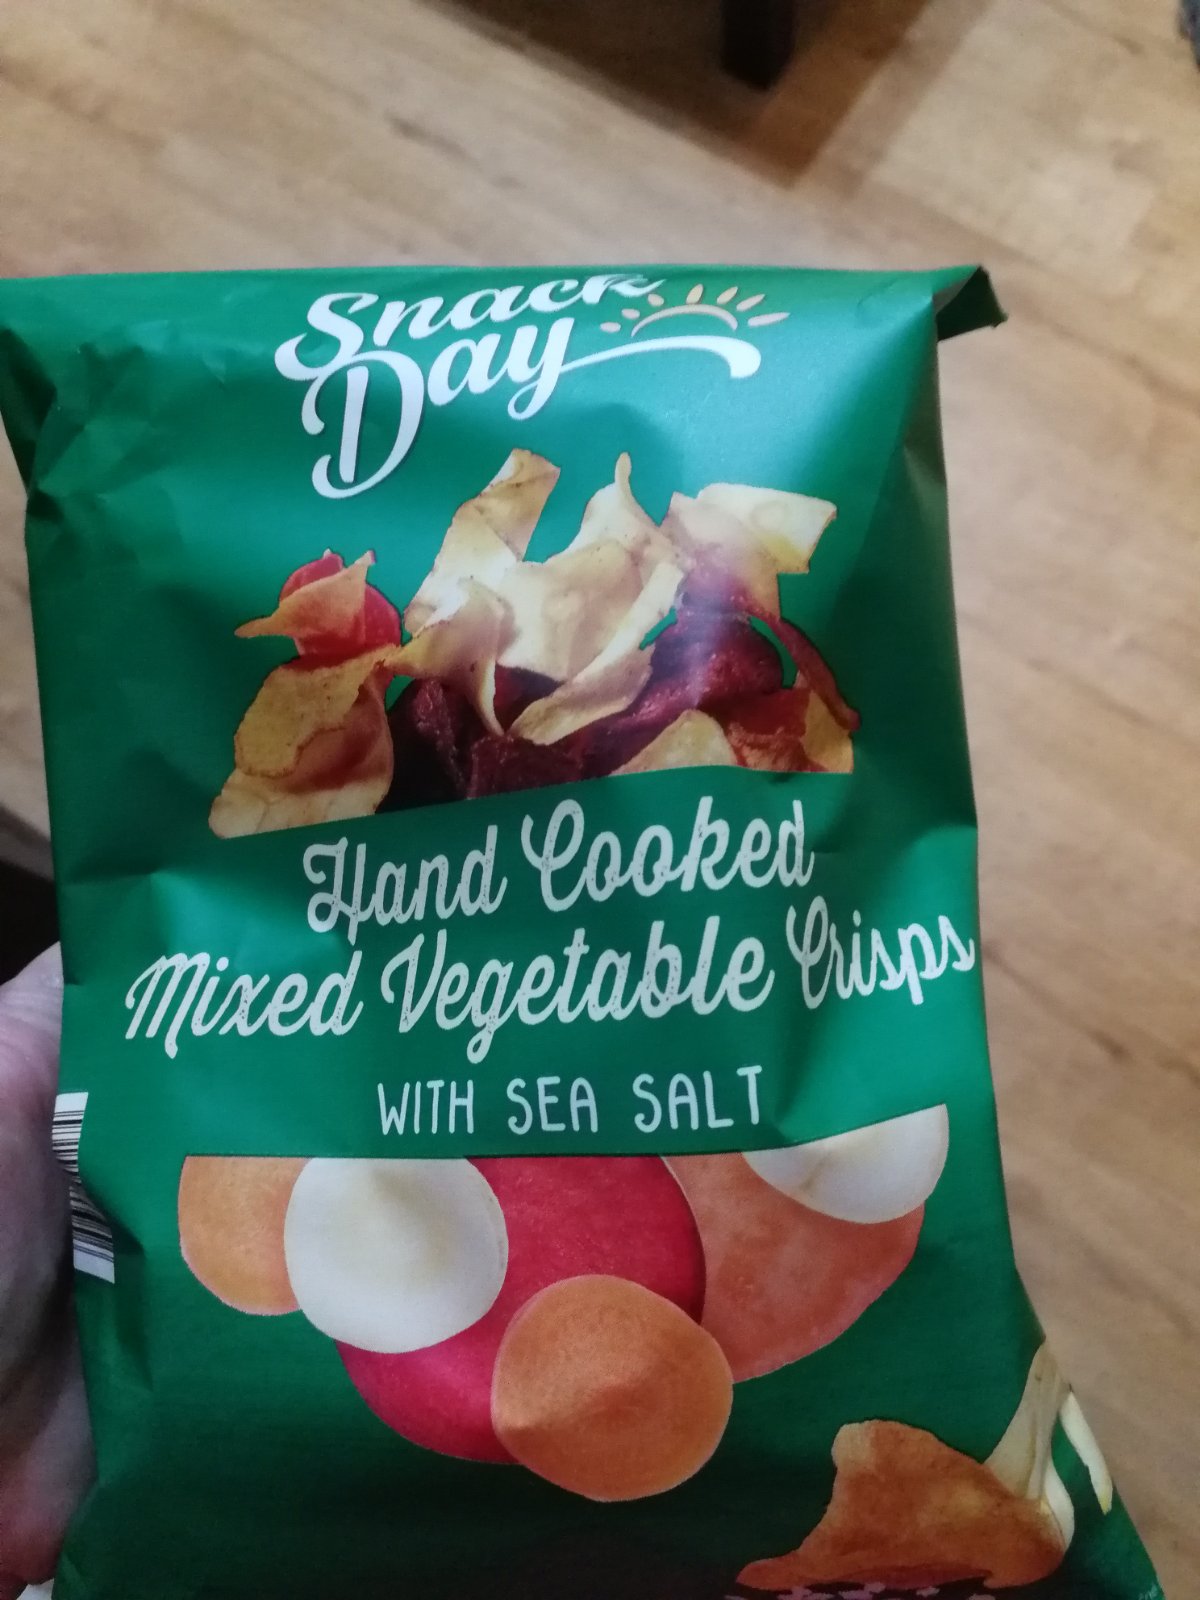 Snack
Day
Hand Cooked
Mixed Vegetable Crisps
WITH SEA SALT